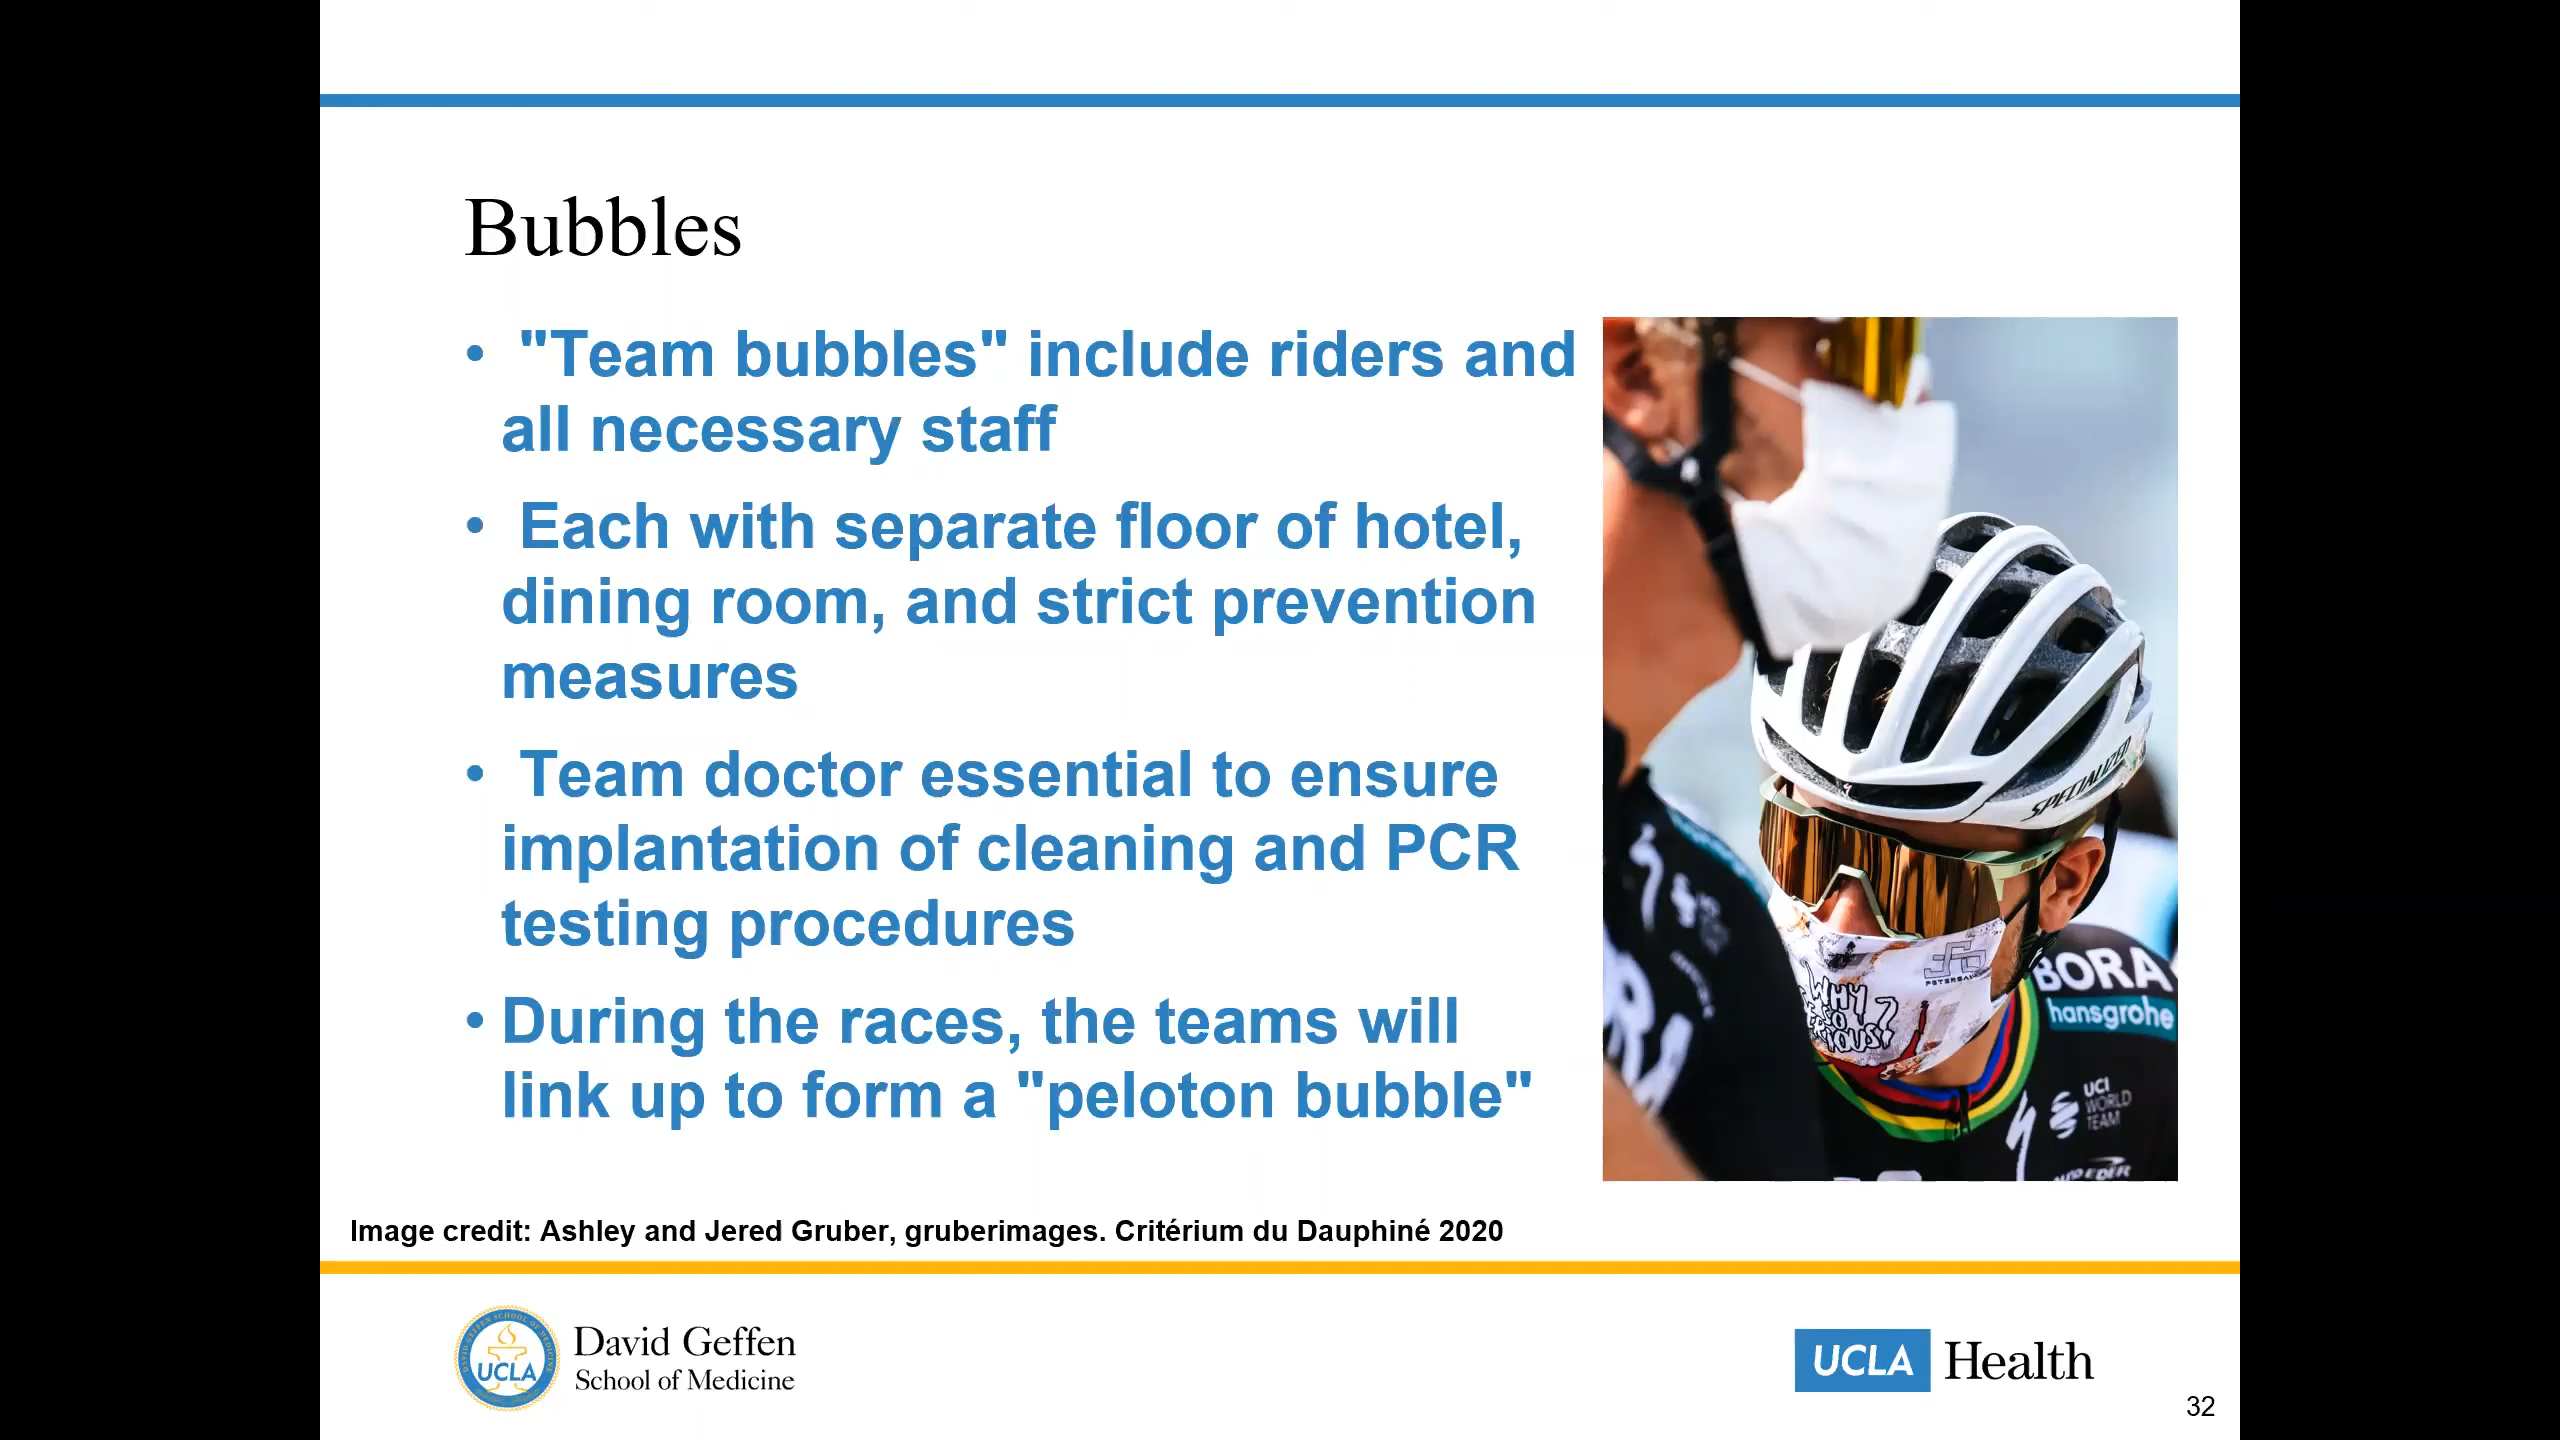 Bubbles
• "Team bubbles" include riders and
all necessary staff
• Each with separate floor of hotel,
dining room, and strict prevention
measures
• Team doctor essential to ensure
implantation of cleaning and PCR
testing procedures
• During the races, the teams will
link up to form a "peloton bubble"
SPECIALIZED
WHY
SO
BORA
hansgrohe
UCI
WORLD
TEAM
Image credit: Ashley and Jered Gruber, gruberimages. Critérium du Dauphiné 2020
UCLA
David Geffen
School of Medicine
UCLA Health
32